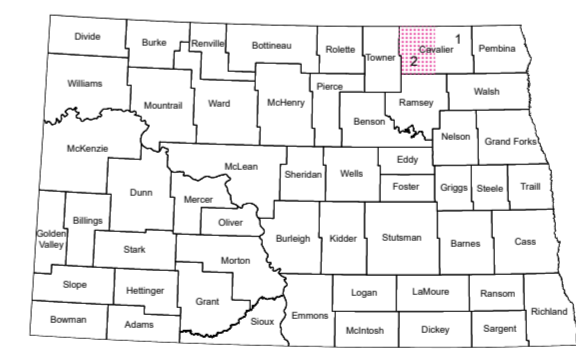 Divide
Burke
Renville
Bottineau
Rolette
Towner
Cavalier
1
2
Pembina
Williams
Mountrail
Ward
McHenry
Pierce
Benson
Ramsey
Walsh
Nelson
Grand Forks
McKenzie
Dunn
McLean
Mercer
Oliver
Sheridan
Wells
Eddy
Foster
Griggs
Steele
Traill
Golden
Valley
Billings
Stark
Morton
Burleigh
Kidder
Stutsman
Barnes
Cass
Slope
Hettinger
Grant
Sioux
Emmons
Logan
LaMoure
Ransom
Richland
Bowman
Adams
McIntosh
Dickey
Sargent